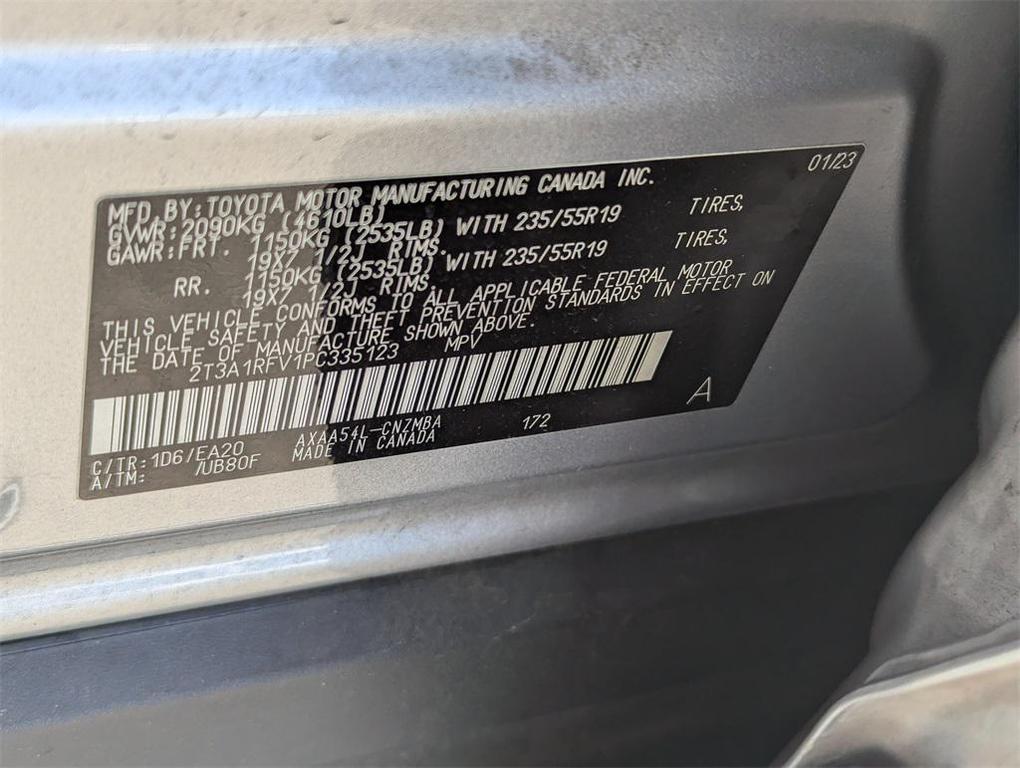 01/23
MFD. BY: TOYOTA MOTOR MANUFACTURING CANADA INC.
GVWR: 2090KG (4610LB)
GAWR: FRT. 1150KG (2535LB) WITH 235/55R19 TIRES,
19X7 1/2J RIMS.
RR. 1150KG (2535LB) WITH 235/55R19 TIRES,
19X7 1/2J RIMS.
THIS VEHICLE CONFORMS TO ALL APPLICABLE FEDERAL MOTOR
VEHICLE SAFETY AND THEFT PREVENTION STANDARDS IN EFFECT ON
THE DATE OF MANUFACTURE SHOWN ABOVE.
2T3A1RFV1PC335123 MPV
C/TR: 1D6/EA20 AXAA54L-CNZMBA 172 A
A/TM: /UB80F MADE IN CANADA